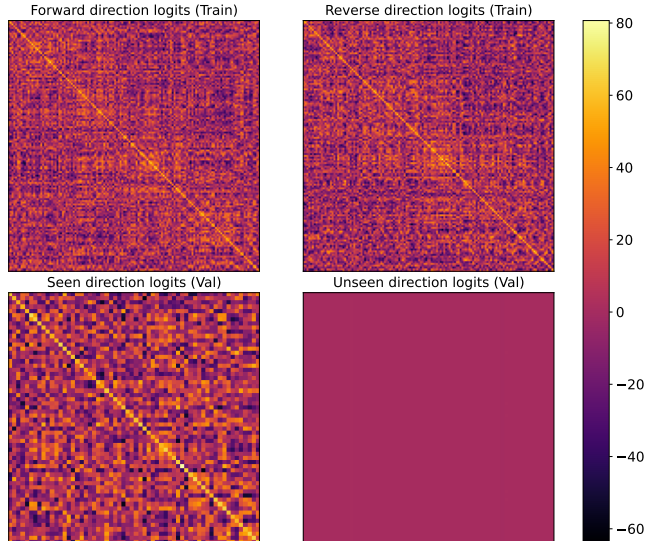 Forward direction logits (Train)
Reverse direction logits (Train)
Seen direction logits (Val)
Unseen direction logits (Val)
80
60
40
20
0
−20
−40
−60